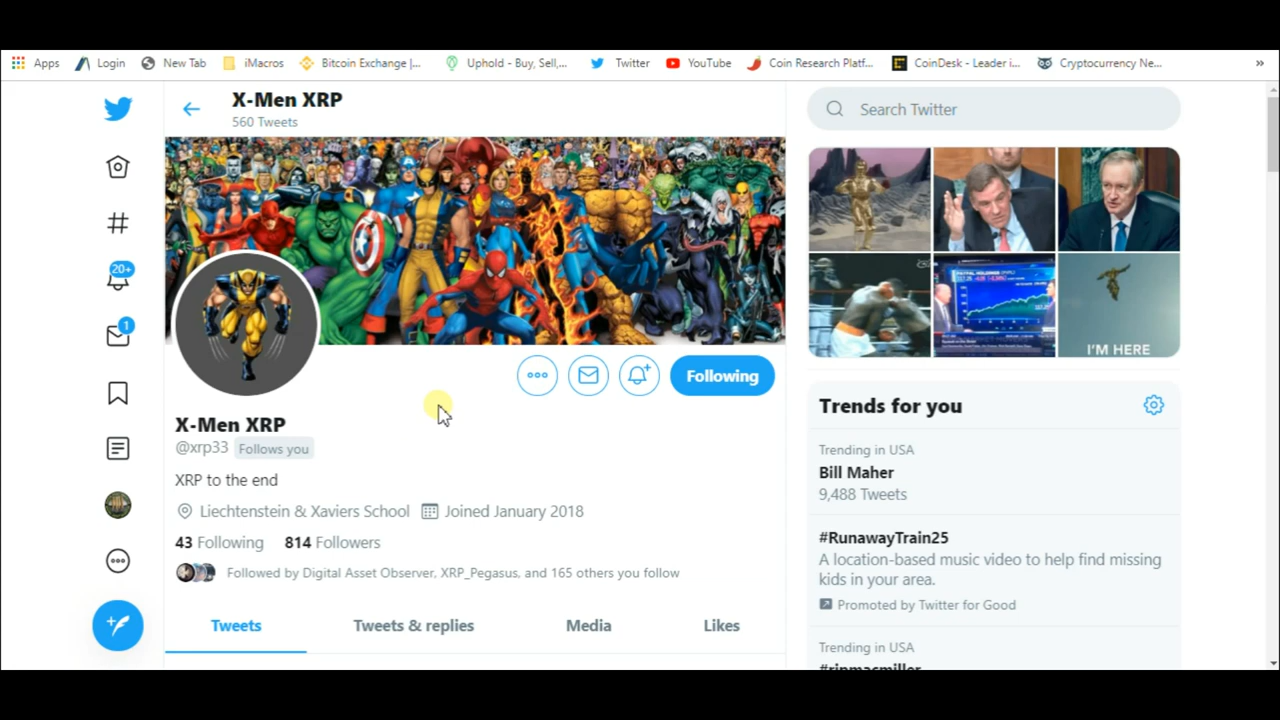 Apps Login New Tab iMacros Bitcoin Exchange |... Uphold - Buy, Sell,... Twitter YouTube Coin Research Platf... CoinDesk - Leader i... Cryptocurrency Ne... »
X-Men XRP
560 Tweets
Search Twitter
20+
1
I'M HERE
Following
X-Men XRP
@xrp33 Follows you
XRP to the end
Liechtenstein & Xaviers School Joined January 2018
43 Following 814 Followers
Followed by Digital Asset Observer, XRP_Pegasus, and 165 others you follow
Tweets Tweets & replies Media Likes
Trends for you
Trending in USA
Bill Maher
9,488 Tweets
#RunawayTrain25
A location-based music video to help find missing
kids in your area.
Promoted by Twitter for Good
Trending in USA
#ripmacmiller